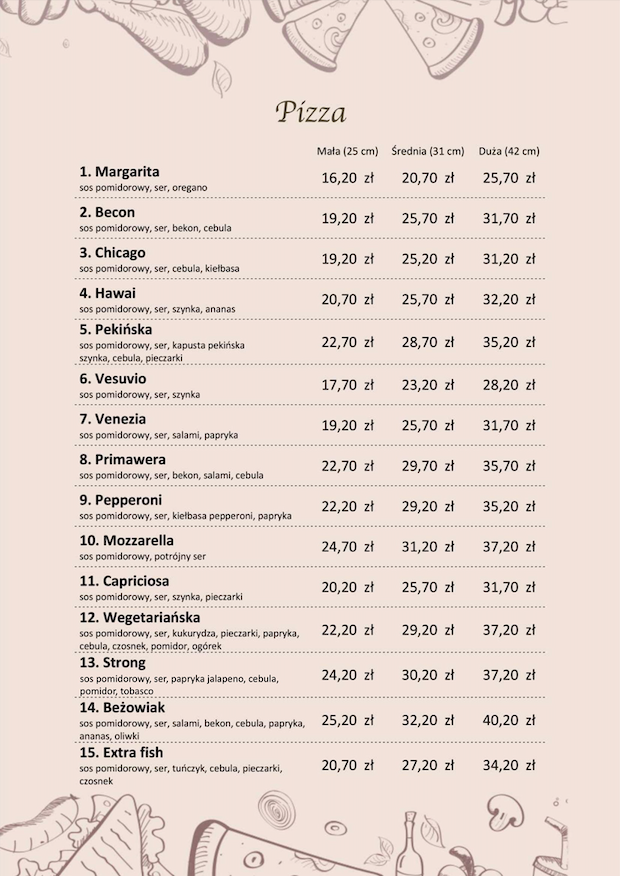 Pizza
Mała (25 cm) Średnia (31 cm) Duża (42 cm)
1. Margarita
sos pomidorowy, ser, oregano
16,20 zł 20,70 zł 25,70 zł
2. Becon
sos pomidorowy, ser, bekon, cebula
19,20 zł 25,70 zł 31,70 zł
3. Chicago
sos pomidorowy, ser, cebula, kiełbasa
19,20 zł 25,20 zł 31,20 zł
4. Hawai
sos pomidorowy, ser, szynka, ananas
20,70 zł 25,70 zł 32,20 zł
5. Pekińska
sos pomidorowy, ser, kapusta pekińska
szynka, cebula, pieczarki
22,70 zł 28,70 zł 35,20 zł
6. Vesuvio
sos pomidorowy, ser, szynka
17,70 zł 23,20 zł 28,20 zł
7. Venezia
sos pomidorowy, ser, salami, papryka
19,20 zł 25,70 zł 31,70 zł
8. Primawera
sos pomidorowy, ser, bekon, salami, cebula
22,70 zł 29,70 zł 35,70 zł
9. Pepperoni
sos pomidorowy, ser, kiełbasa pepperoni, papryka
22,20 zł 29,20 zł 35,20 zł
10. Mozzarella
sos pomidorowy, potrójny ser
24,70 zł 31,20 zł 37,20 zł
11. Capriciosa
sos pomidorowy, ser, szynka, pieczarki
20,20 zł 25,70 zł 31,70 zł
12. Wegetariańska
sos pomidorowy, ser, kukurydza, pieczarki, papryka,
cebula, czosnek, pomidor, ogórek
22,20 zł 29,20 zł 37,20 zł
13. Strong
sos pomidorowy, ser, papryka jalapeno, cebula,
pomidor, tobasco
24,20 zł 30,20 zł 37,20 zł
14. Beżowiak
sos pomidorowy, ser, salami, bekon, cebula, papryka,
ananas, oliwki
25,20 zł 32,20 zł 40,20 zł
15. Extra fish
sos pomidorowy, ser, tuńczyk, cebula, pieczarki,
czosnek
20,70 zł 27,20 zł 34,20 zł